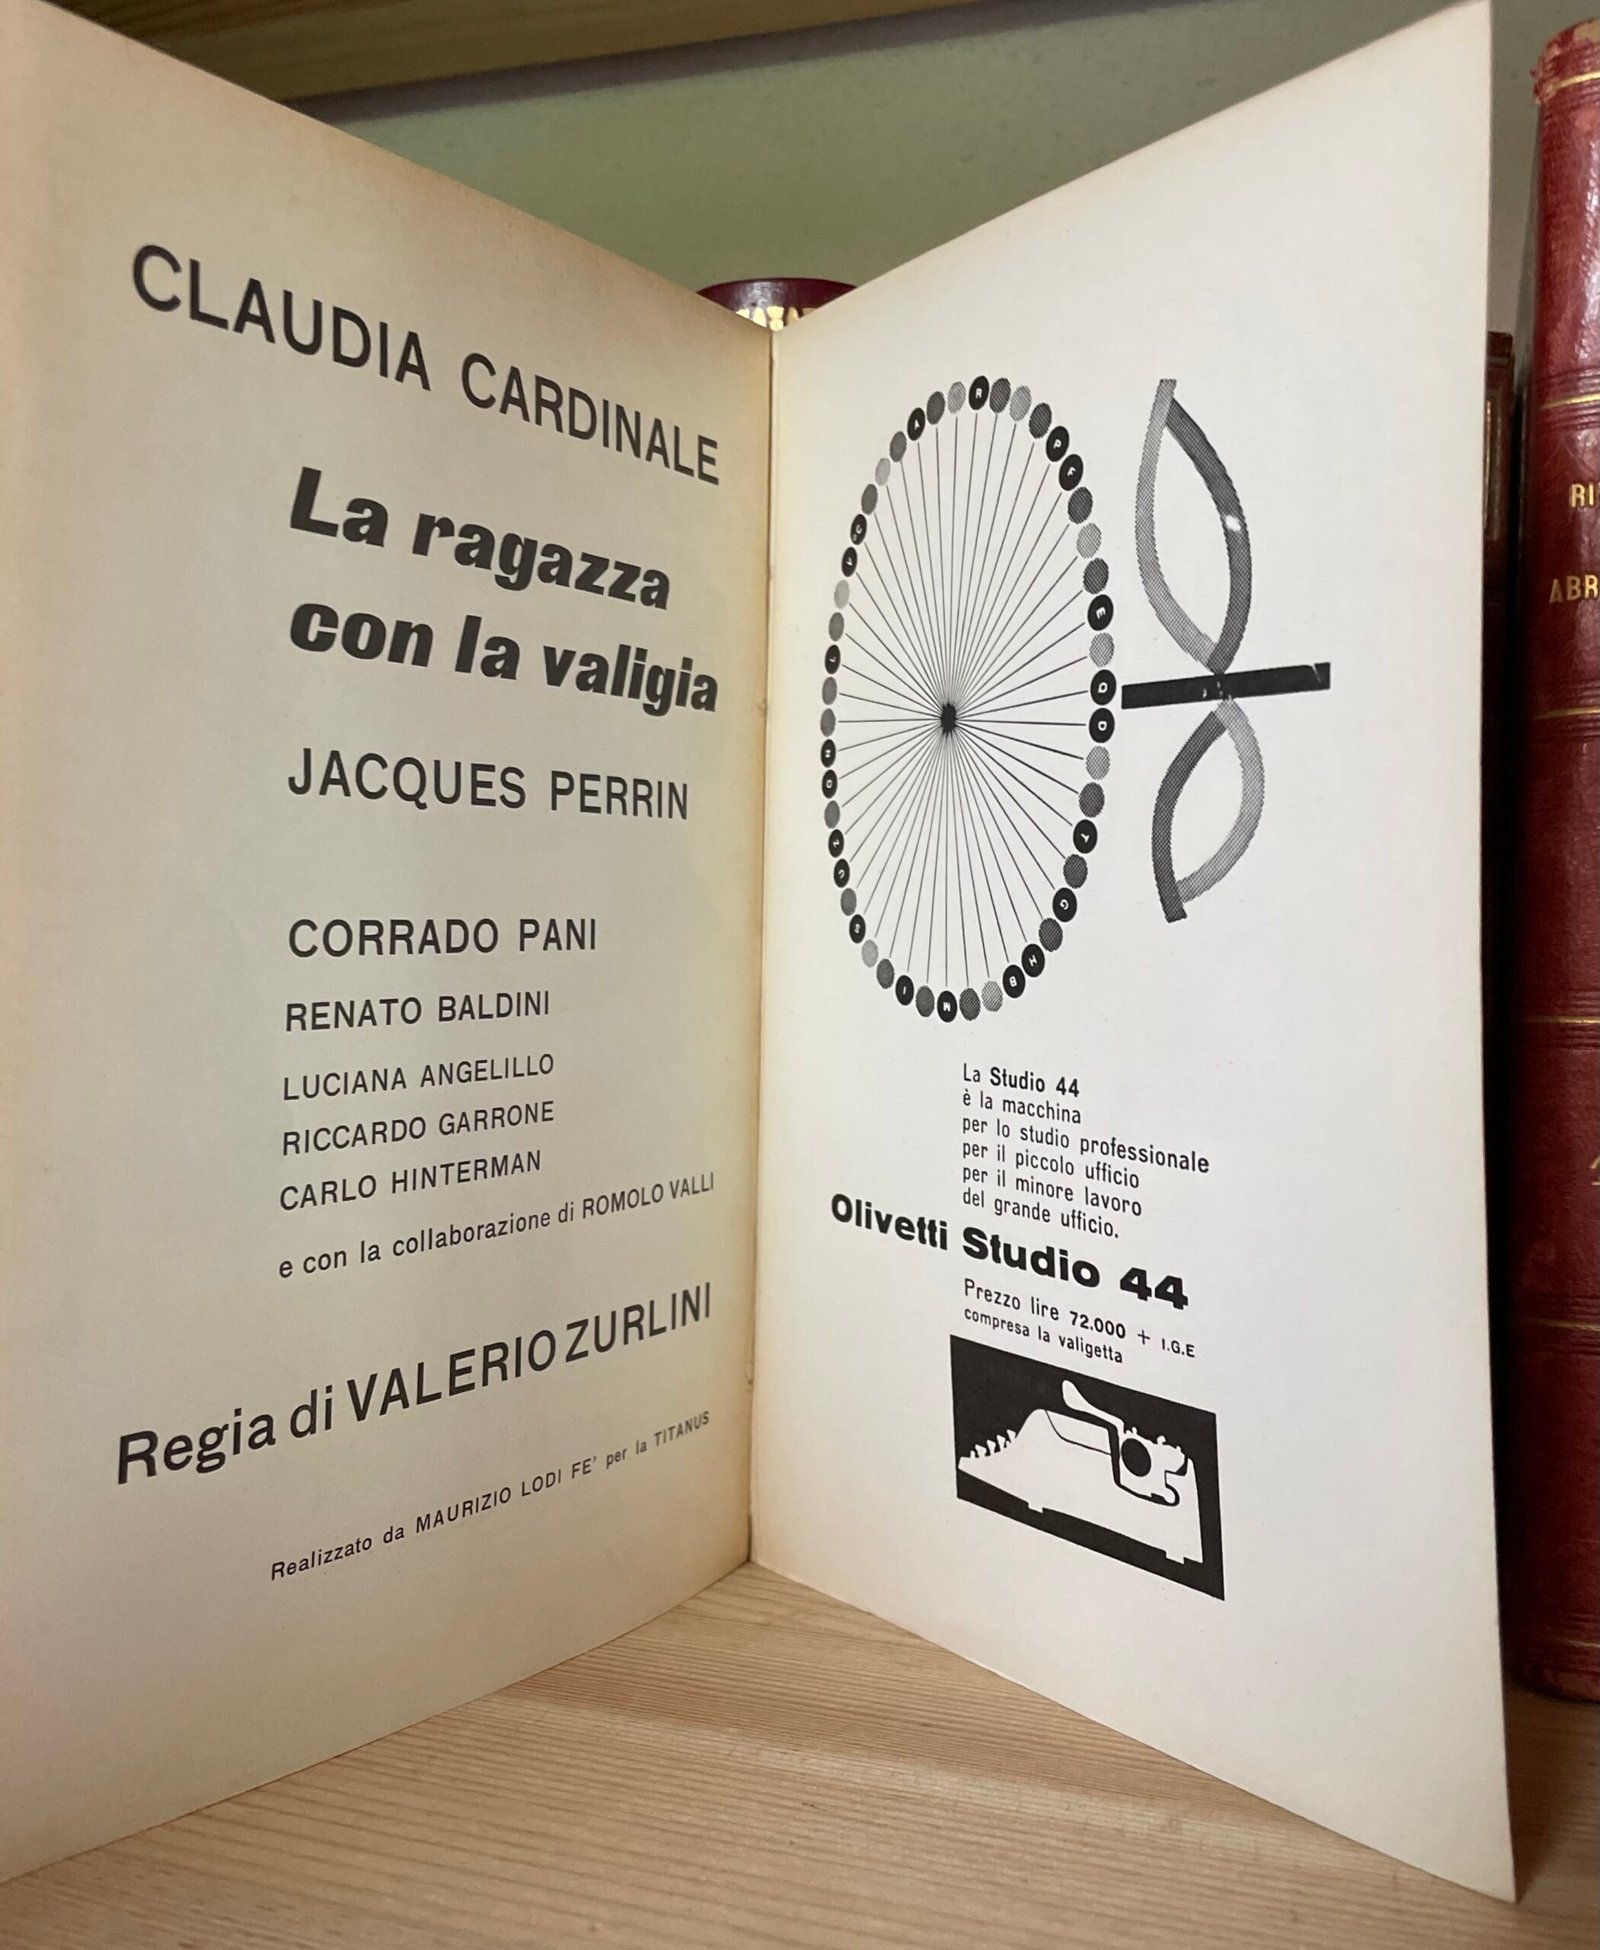 CLAUDIA CARDINALE
La ragazza
con la valigia
JACQUES PERRIN
CORRADO PANI
RENATO BALDINI
LUCIANA ANGELILLO
RICCARDO GARRONE
CARLO HINTERMAN
e con la collaborazione di ROMOLO VALLI
Regia di VALERIO ZURLINI
Realizzato da MAURIZIO LODI FE' per la TITANUS
La Studio 44
è la macchina
per lo studio professionale
per il piccolo ufficio
per il minore lavoro
del grande ufficio.
Olivetti Studio 44
Prezzo lire 72.000 + I.G.E
compresa la valigetta